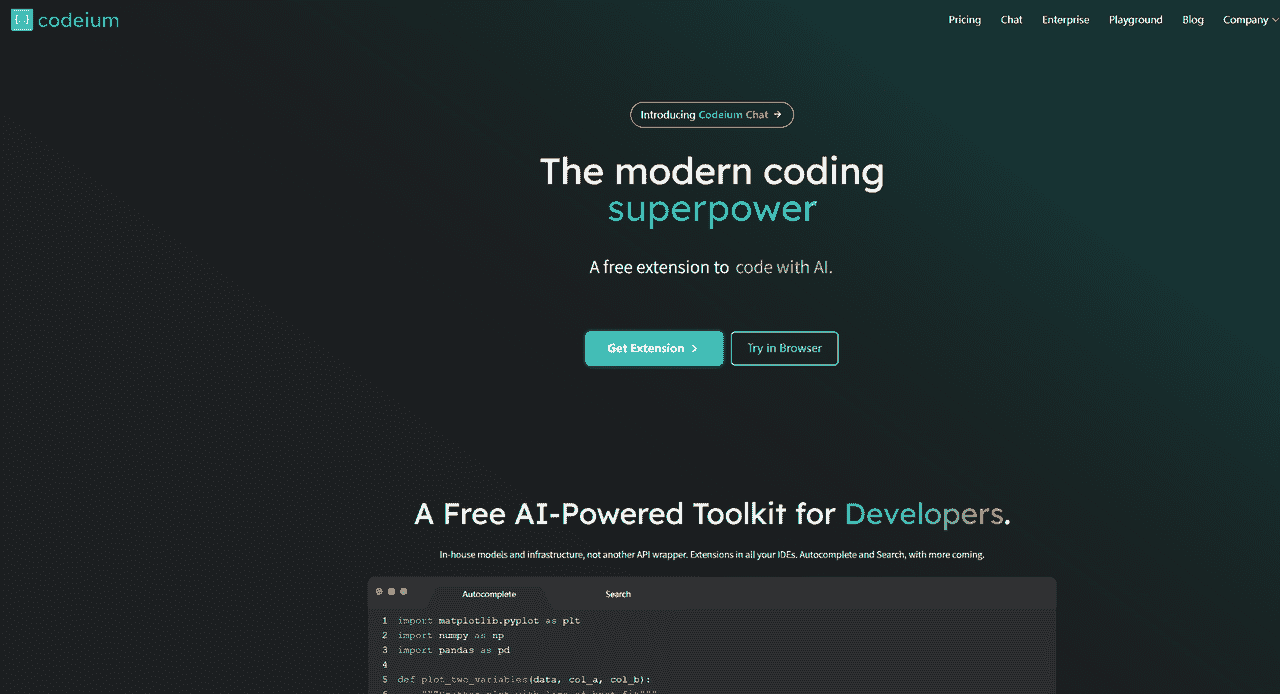 {..} codeium
Pricing Chat Enterprise Playground Blog Company
Introducing Codeium Chat →
The modern coding
superpower
A free extension to code with AI.
Get Extension >
Try in Browser
A Free AI-Powered Toolkit for Developers.
In-house models and infrastructure, not another API wrapper. Extensions in all your IDEs. Autocomplete and Search, with more coming.
Autocomplete Search
1 import matplotlib.pyplot as plt
2 import numpy as np
3 import pandas as pd
4
5 def plot_two_variables(data, col_a, col_b):